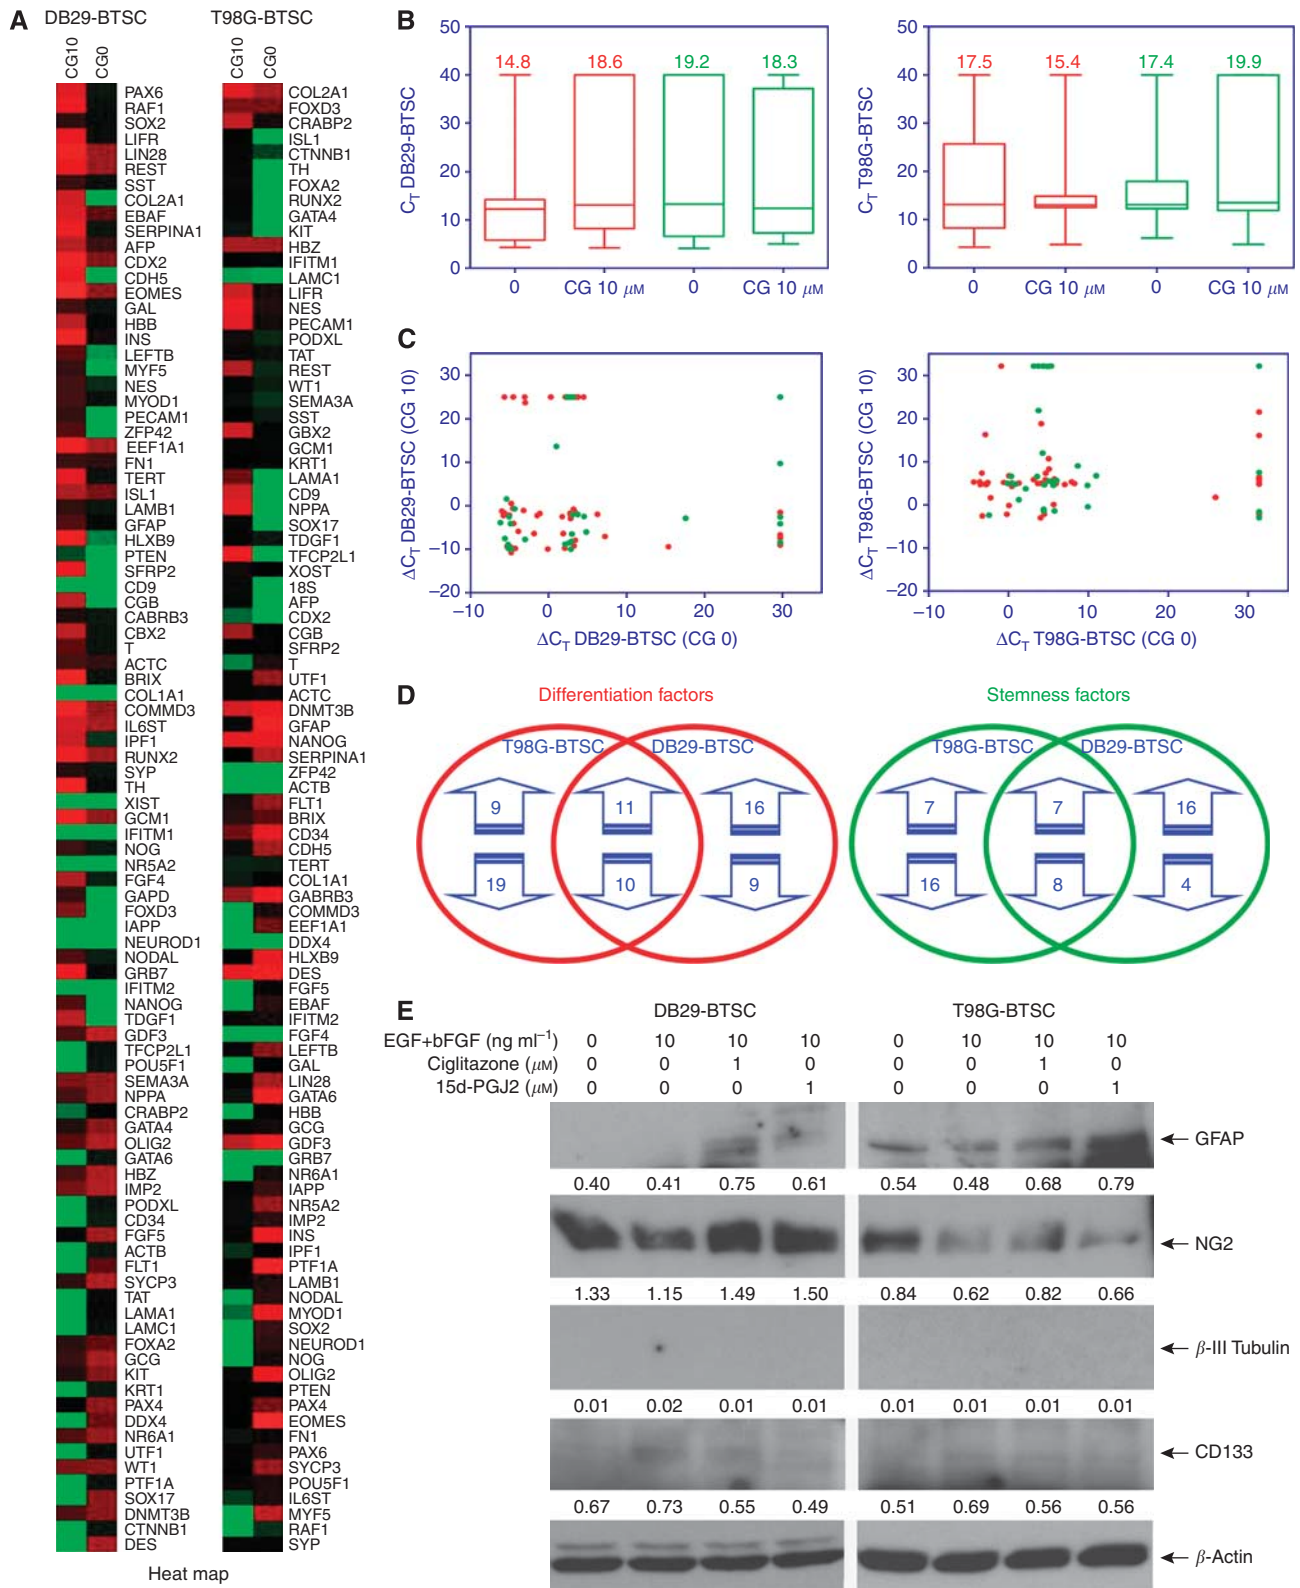 A
DB29-BTSC T98G-BTSC
CG10 CG0 CG10 CG0
PAX6 COL2A1
RAF1 FOXD3
SOX2 CRABP2
LIFR ISL1
LIN28 CTNNB1
REST TH
SST FOXA2
COL2A1 RUNX2
EBAF GATA4
SERPINA1 KIT
AFP HBZ
CDX2 IFITM1
CDH5 LAMC1
EOMES LIFR
GAL NES
HBB PECAM1
INS PODXL
LEFTB TAT
MYF5 REST
NES WT1
MYOD1 SEMA3A
PECAM1 SST
ZFP42 GBX2
EEF1A1 GCM1
FN1 KRT1
TERT LAMA1
ISL1 CD9
LAMB1 NPPA
GFAP SOX17
HLXB9 TDGF1
PTEN TFCP2L1
SFRP2 XOST
CD9 18S
CGB AFP
CABRB3 CDX2
CBX2 CGB
T SFRP2
ACTC T
BRIX UTF1
COL1A1 ACTC
COMMD3 DNMT3B
IL6ST GFAP
IPF1 NANOG
RUNX2 SERPINA1
SYP ZFP42
TH ACTB
XIST FLT1
GCM1 BRIX
IFITM1 CD34
NOG CDH5
NR5A2 TERT
FGF4 COL1A1
GAPD GABRB3
FOXD3 COMMD3
IAPP EEF1A1
NEUROD1 DDX4
NODAL HLXB9
GRB7 DES
IFITM2 FGF5
NANOG EBAF
TDGF1 IFITM2
GDF3 FGF4
TFCP2L1 LEFTB
POU5F1 GAL
SEMA3A LIN28
NPPA GATA6
CRABP2 HBB
GATA4 GCG
OLIG2 GDF3
GATA6 GRB7
HBZ NR6A1
IMP2 IAPP
PODXL NR5A2
CD34 IMP2
FGF5 INS
ACTB IPF1
FLT1 PTF1A
SYCP3 LAMB1
TAT NODAL
LAMA1 MYOD1
LAMC1 SOX2
FOXA2 NEUROD1
GCG NOG
KIT OLIG2
KRT1 PTEN
PAX4 PAX4
DDX4 EOMES
NR6A1 FN1
UTF1 PAX6
WT1 SYCP3
PTF1A POU5F1
SOX17 IL6ST
DNMT3B MYF5
CTNNB1 RAF1
DES SYP
Heat map
B
CT DB29-BTSC
50
40
30
20
10
0
14.8 18.6 19.2 18.3
0 CG 10 μM 0 CG 10 μM
CT T98G-BTSC
50
40
30
20
10
0
17.5 15.4 17.4 19.9
0 CG 10 μM 0 CG 10 μM
C
ΔCT DB29-BTSC (CG 10)
30
20
10
0
–10
–20
–10 0 10 20 30
ΔCT DB29-BTSC (CG 0)
ΔCT T98G-BTSC (CG 10)
30
20
10
0
–10
–20
–10 0 10 20 30
ΔCT T98G-BTSC (CG 0)
D
Differentiation factors Stemness factors
T98G-BTSC DB29-BTSC T98G-BTSC DB29-BTSC
9 11 16 7 7 16
19 10 9 16 8 4
E
DB29-BTSC T98G-BTSC
EGF+bFGF (ng ml–1) 0 10 10 10 0 10 10 10
Ciglitazone (μM) 0 0 1 0 0 0 1 0
15d-PGJ2 (μM) 0 0 0 1 0 0 0 1
GFAP
0.40 0.41 0.75 0.61 0.54 0.48 0.68 0.79
NG2
1.33 1.15 1.49 1.50 0.84 0.62 0.82 0.66
β-III Tubulin
0.01 0.02 0.01 0.01 0.01 0.01 0.01 0.01
CD133
0.67 0.73 0.55 0.49 0.51 0.69 0.56 0.56
β-Actin